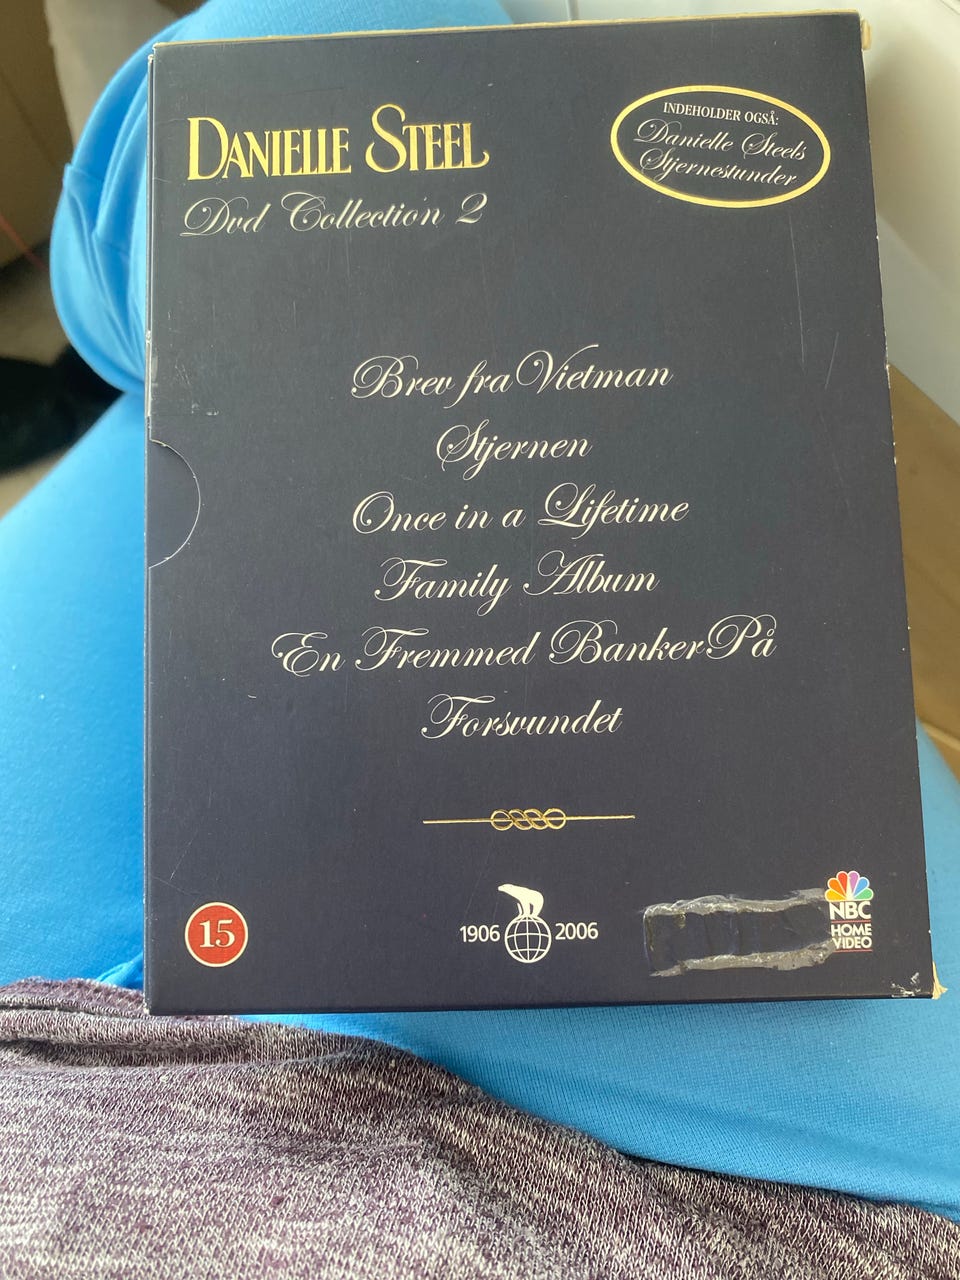 DANIELLE STEEL
Dvd Collection 2
INDEHOLDER OGSÅ:
Danielle Steels
Stjernestunder
Brev fra Vietman
Stjernen
Once in a Lifetime
Family Album
En Fremmed Banker På
Forsvundet
15
1906 2006
NBC
HOME
VIDEO